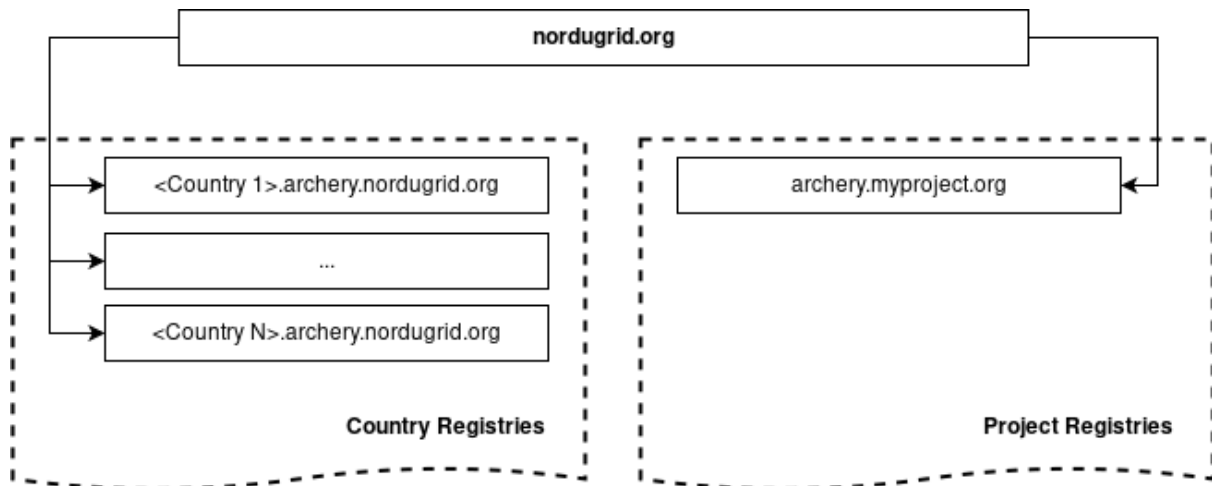 nordugrid.org
<Country 1>.archery.nordugrid.org
...
<Country N>.archery.nordugrid.org
Country Registries
archery.myproject.org
Project Registries